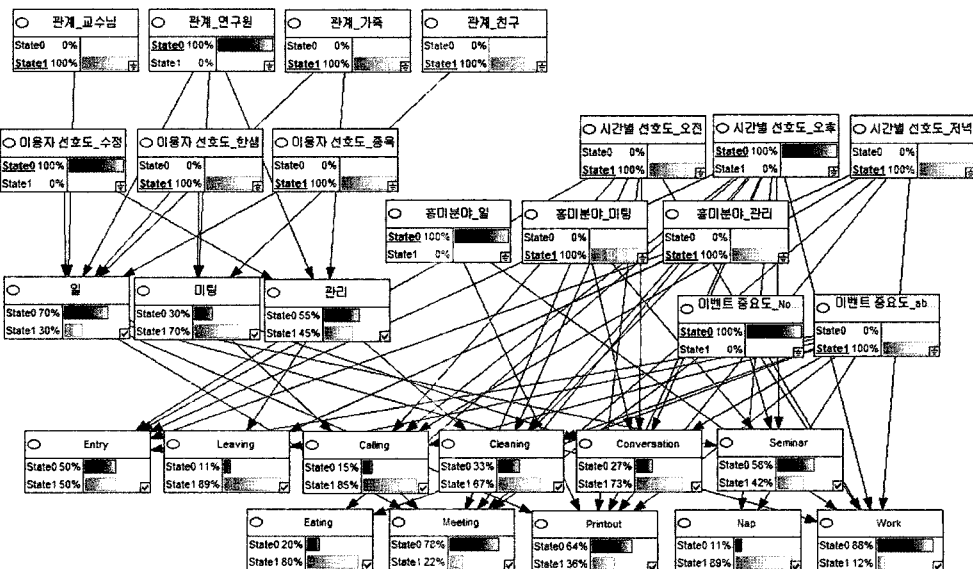 관계_교수님
State0 0%
State1 100%
관계_연구원
State0 100%
State1 0%
관계_가족
State0 0%
State1 100%
관계_친구
State0 0%
State1 100%
이용자 선호도_수정
State0 100%
State1 0%
이용자 선호도_한샘
State0 0%
State1 100%
이용자 선호도_종욱
State0 0%
State1 100%
시간별 선호도_오전
State0 0%
State1 100%
시간별 선호도_오후
State0 100%
State1 0%
시간별 선호도_저녁
State0 0%
State1 100%
흥미분야_일
State0 100%
State1 0%
흥미분야_미팅
State0 0%
State1 100%
흥미분야_관리
State0 0%
State1 100%
일
State0 70%
State1 30%
미팅
State0 30%
State1 70%
관리
State0 55%
State1 45%
이벤트 중요도_No...
State0 100%
State1 0%
이벤트 중요도_ab...
State0 0%
State1 100%
Entry
State0 50%
State1 50%
Leaving
State0 11%
State1 89%
Calling
State0 15%
State1 85%
Cleaning
State0 33%
State1 67%
Conversation
State0 27%
State1 73%
Seminar
State0 58%
State1 42%
Eating
State0 20%
State1 80%
Meeting
State0 78%
State1 22%
Printout
State0 64%
State1 36%
Nap
State0 11%
State1 89%
Work
State0 88%
State1 12%